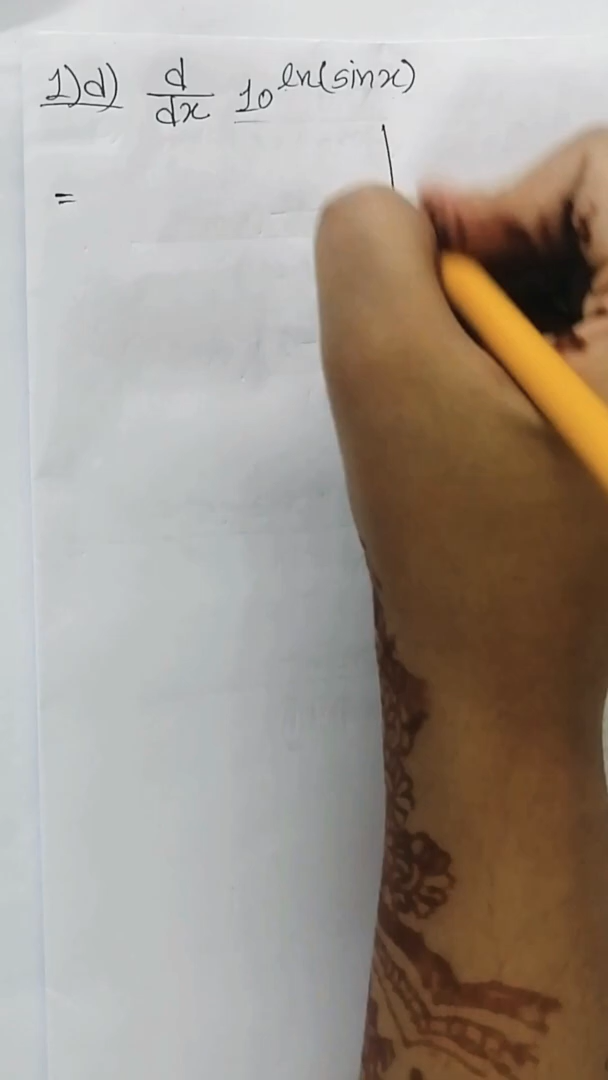 1)d) d/dx 10^ln(sinx)
=